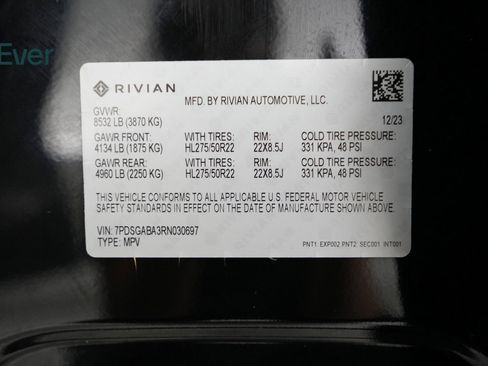 Ever
RIVIAN
MFD. BY RIVIAN AUTOMOTIVE, LLC.
GVWR:
8532 LB (3870 KG) 12/23
GAWR FRONT: WITH TIRES: RIM: COLD TIRE PRESSURE:
4134 LB (1875 KG) HL275/50R22 22X8.5J 331 KPA, 48 PSI
GAWR REAR: WITH TIRES: RIM: COLD TIRE PRESSURE:
4960 LB (2250 KG) HL275/50R22 22X8.5J 331 KPA, 48 PSI
THIS VEHICLE CONFORMS TO ALL APPLICABLE U.S. FEDERAL MOTOR VEHICLE
SAFETY STANDARDS IN EFFECT ON THE DATE OF MANUFACTURE SHOWN ABOVE.
VIN: 7PDSGABA3RN030697
TYPE: MPV PNT1: EXP002 PNT2: SEC001 INT001